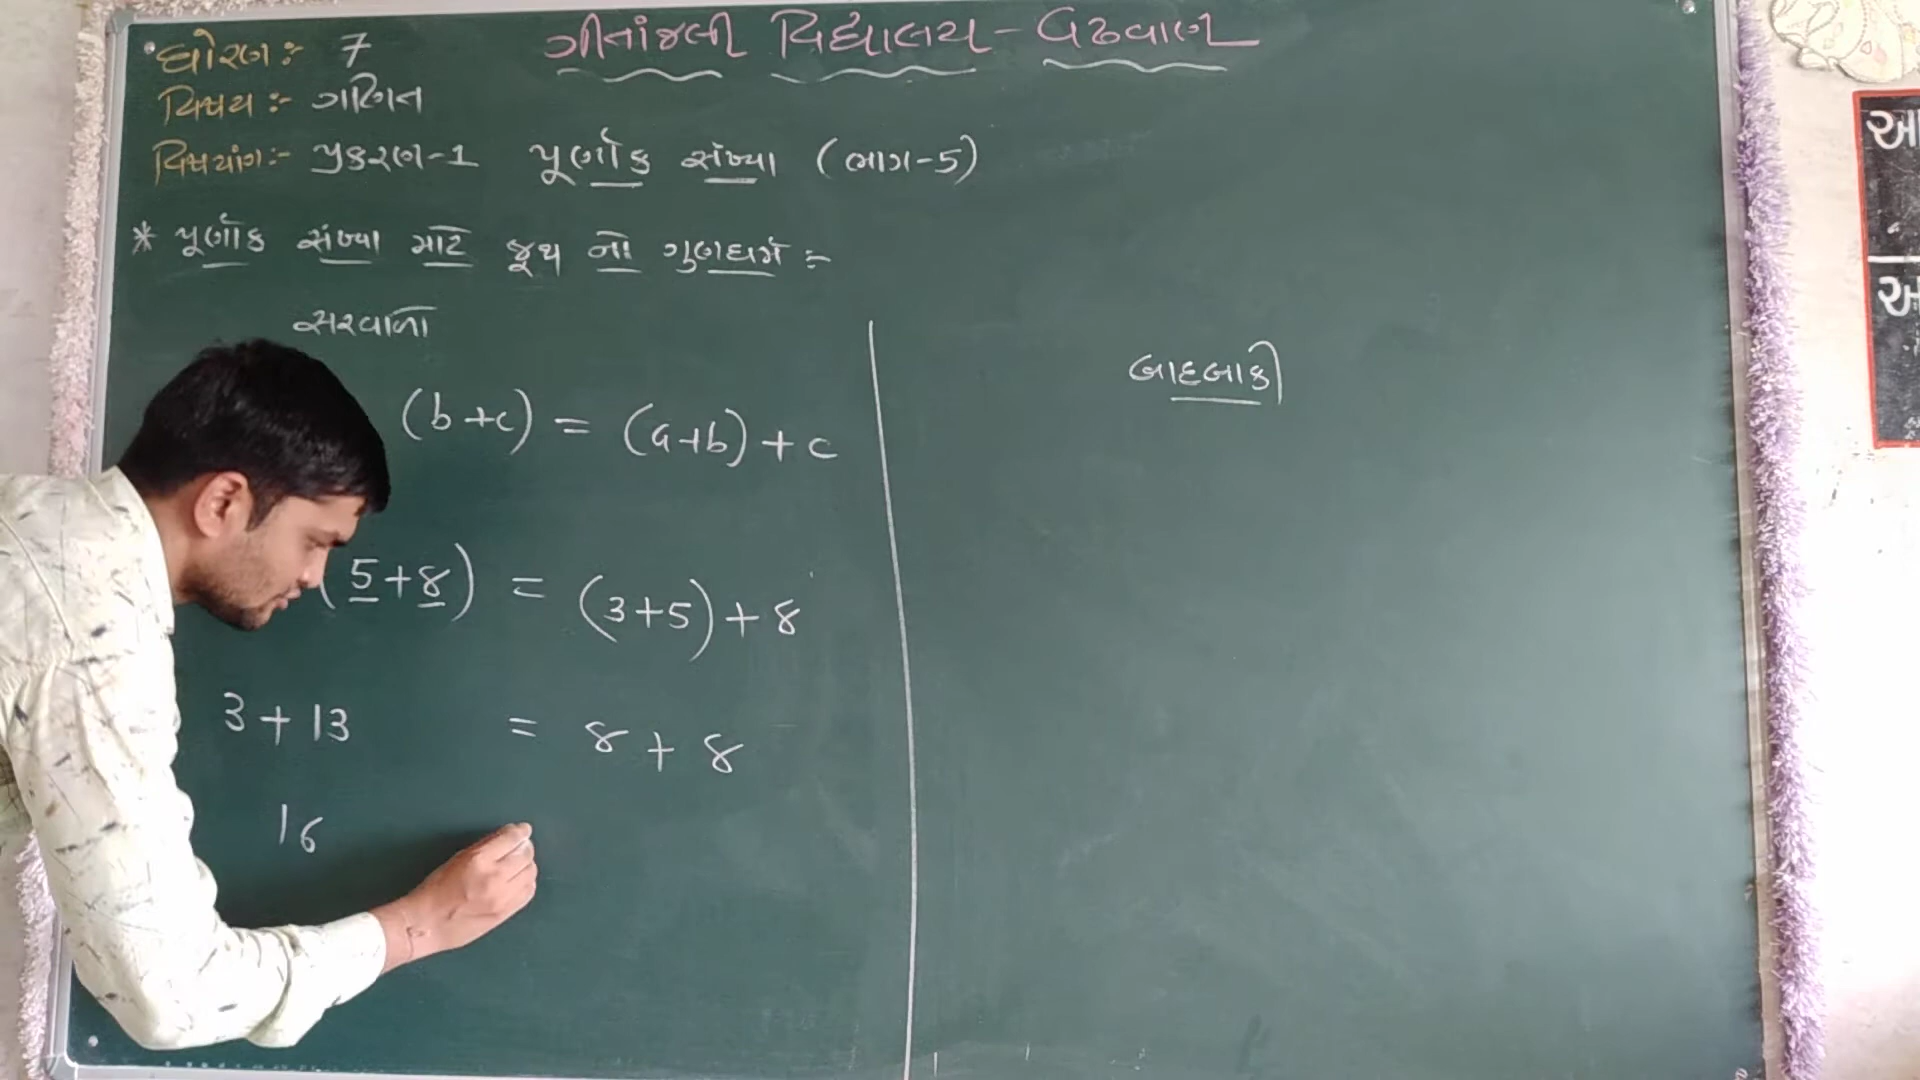 ગીતાંજલી વિદ્યાલય - વઢવાણ
ધોરણ :- 7
વિષય :- ગણિત
વિષયાંગ :- પ્રકરણ-1 પૂર્ણાંક સંખ્યા (ભાગ-5)
* પૂર્ણાંક સંખ્યા માટે જૂથ નો ગુણધર્મ :-
સરવાળા
(b+c) = (a+b) + c
(5+8) = (3+5) + 8
3 + 13 = 8 + 8
16
બાદબાકી
આ